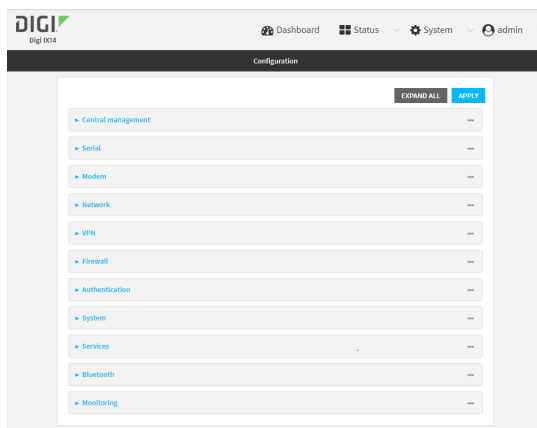 DIGI
Digi IX14
Dashboard
Status
System
admin
Configuration
EXPAND ALL
APPLY
Central management
Serial
Modem
Network
VPN
Firewall
Authentication
System
Services
Bluetooth
Monitoring